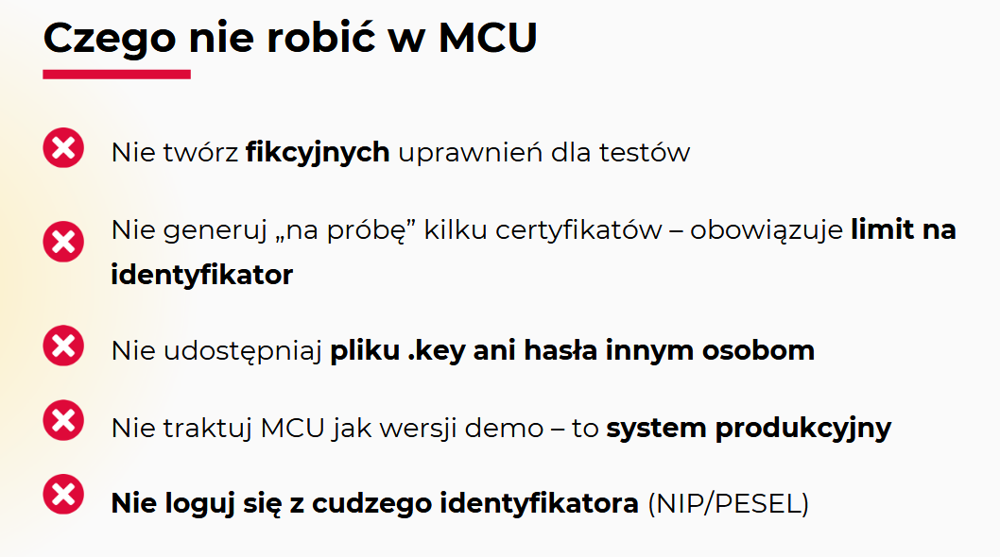 Czego nie robić w MCU
Nie twórz fikcyjnych uprawnień dla testów
Nie generuj „na próbę” kilku certyfikatów – obowiązuje limit na
identyfikator
Nie udostępniaj pliku .key ani hasła innym osobom
Nie traktuj MCU jak wersji demo – to system produkcyjny
Nie loguj się z cudzego identyfikatora (NIP/PESEL)